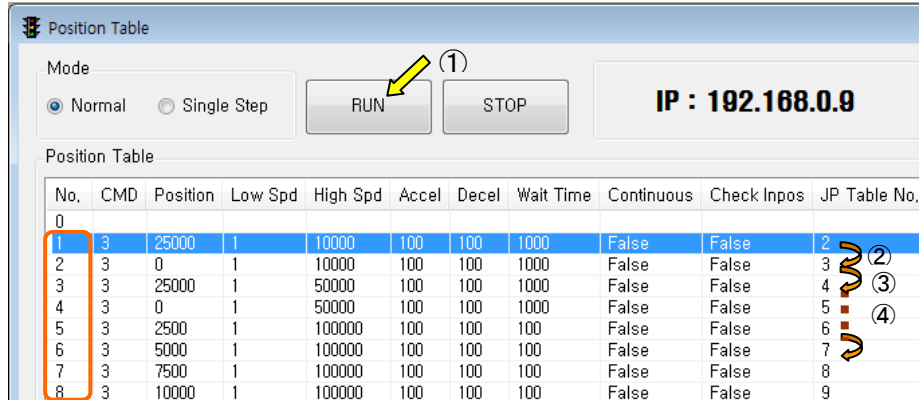 Position Table
Mode
①
Normal Single Step RUN STOP IP : 192.168.0.9
Position Table
No, CMD Position Low Spd High Spd Accel Decel Wait Time Continuous Check Inpos JP Table No,
0
1 3 25000 1 10000 100 100 1000 False False 2
2 3 0 1 10000 100 100 1000 False False 3 ②
3 3 25000 1 50000 100 100 1000 False False 4 ③
4 3 0 1 50000 100 100 1000 False False 5 ④
5 3 2500 1 100000 100 100 100 False False 6
6 3 5000 1 100000 100 100 100 False False 7
7 3 7500 1 100000 100 100 100 False False 8
8 3 10000 1 100000 100 100 100 False False 9